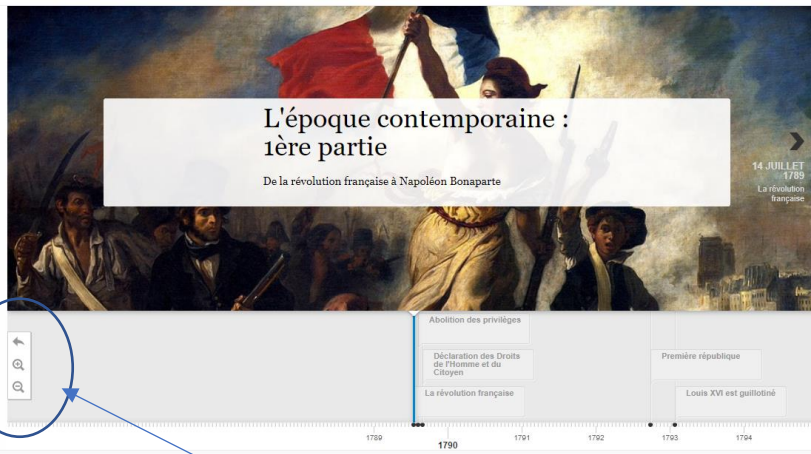 L'époque contemporaine :
1ère partie
De la révolution française à Napoléon Bonaparte
14 JUILLET
1789
La révolution
française
Abolition des privilèges
Déclaration des Droits
de l'Homme et du
Citoyen
Première république
La révolution française
Louis XVI est guillotiné
1789
1790
1791
1792
1793
1794